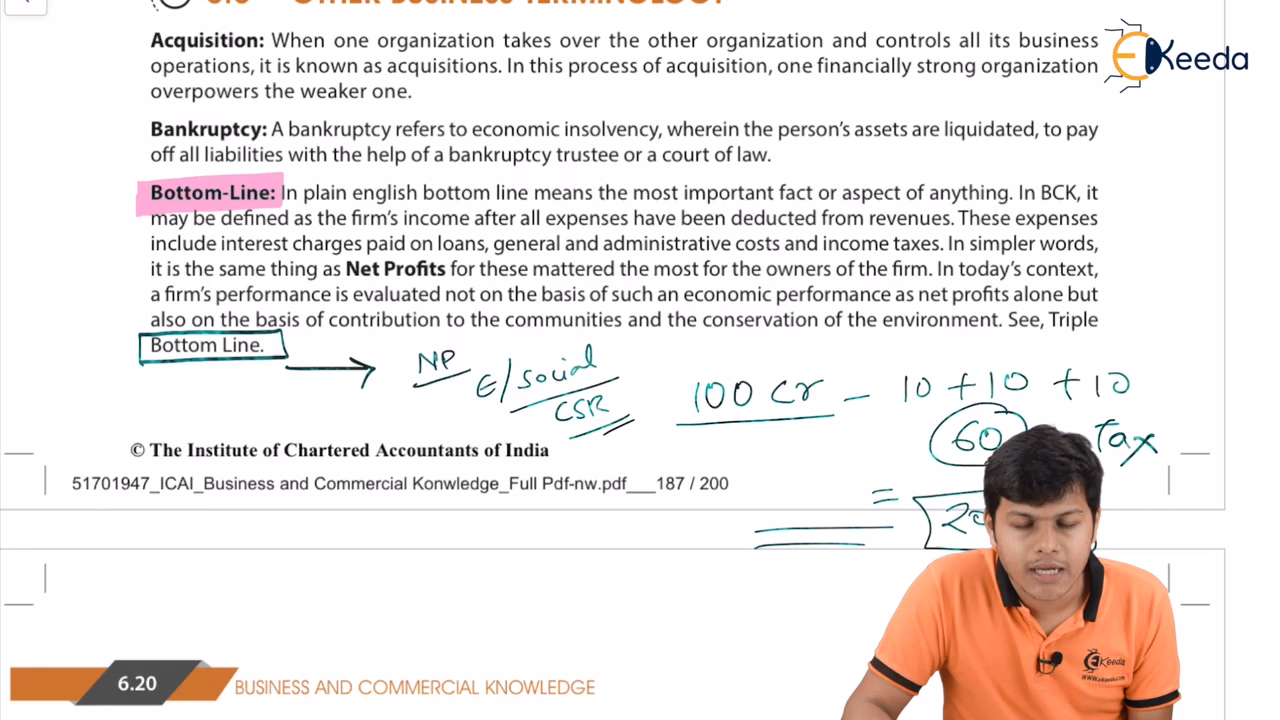 Acquisition: When one organization takes over the other organization and controls all its business
operations, it is known as acquisitions. In this process of acquisition, one financially strong organization
overpowers the weaker one.
Keeda
Bankruptcy: A bankruptcy refers to economic insolvency, wherein the person's assets are liquidated, to pay
off all liabilities with the help of a bankruptcy trustee or a court of law.
Bottom-Line: In plain english bottom line means the most important fact or aspect of anything. In BCK, it
may be defined as the firm's income after all expenses have been deducted from revenues. These expenses
include interest charges paid on loans, general and administrative costs and income taxes. In simpler words,
it is the same thing as Net Profits for these mattered the most for the owners of the firm. In today's context,
a firm's performance is evaluated not on the basis of such an economic performance as net profits alone but
also on the basis of contribution to the communities and the conservation of the environment. See, Triple
Bottom Line.
NP
E/Social
CSR
100 Cr - 10 + 10 + 10
60 Tax
= 20
© The Institute of Chartered Accountants of India
51701947_ICAI_Business and Commercial Konwledge_Full Pdf-nw.pdf___187 / 200
6.20 BUSINESS AND COMMERCIAL KNOWLEDGE
EKeeda